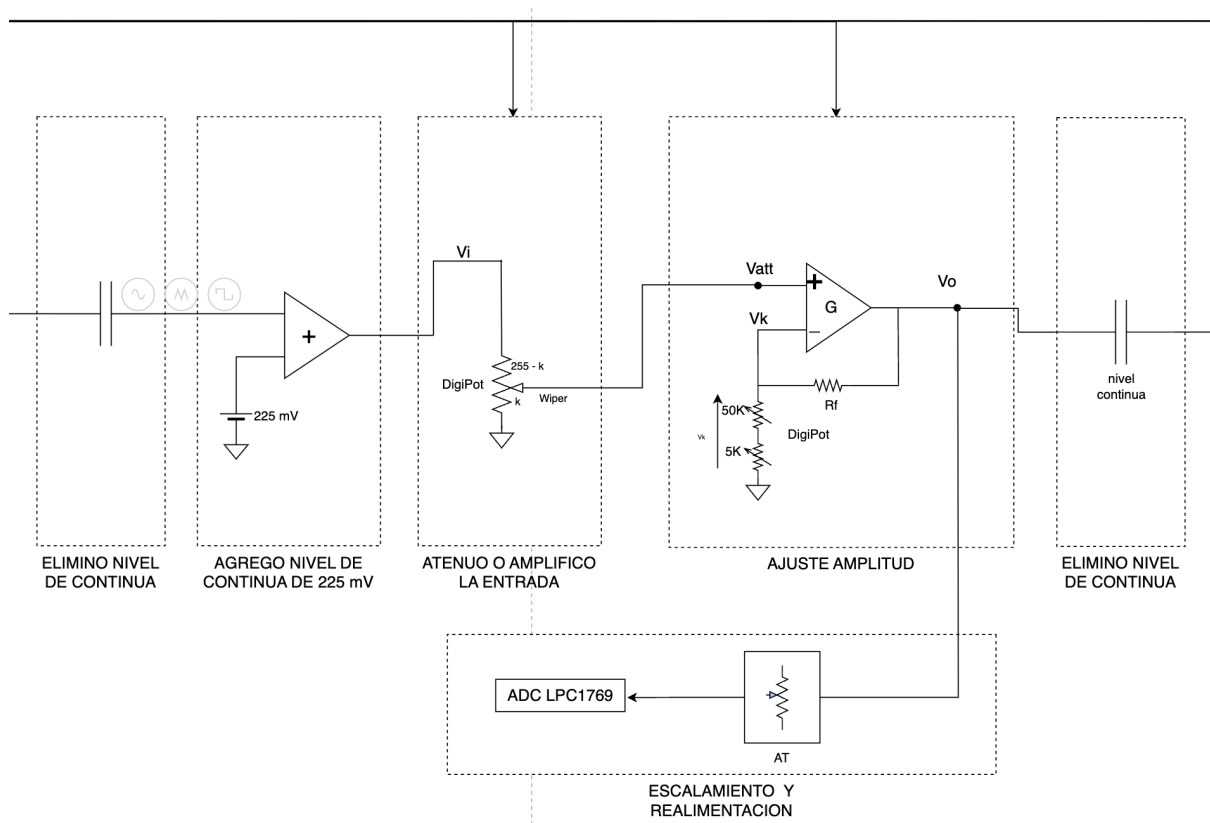 Vi
Vatt
Vo
+
G
Vk
–
+
255 - k
DigiPot
k
Wiper
225 mV
Rf
50K
DigiPot
Vk
5K
nivel
continua
ELIMINO NIVEL
DE CONTINUA
AGREGO NIVEL DE
CONTINUA DE 225 mV
ATENUO O AMPLIFICO
LA ENTRADA
AJUSTE AMPLITUD
ELIMINO NIVEL
DE CONTINUA
ADC LPC1769
AT
ESCALAMIENTO Y
REALIMENTACION